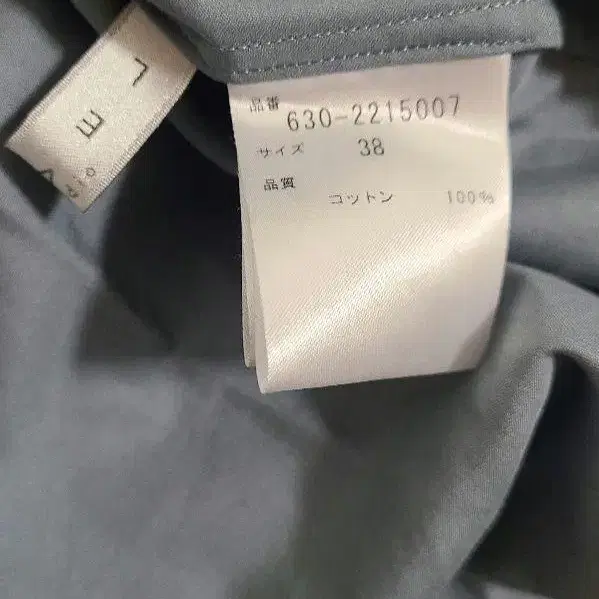 品番
630-2215007
サイズ 38
品質
コットン 100%
E L